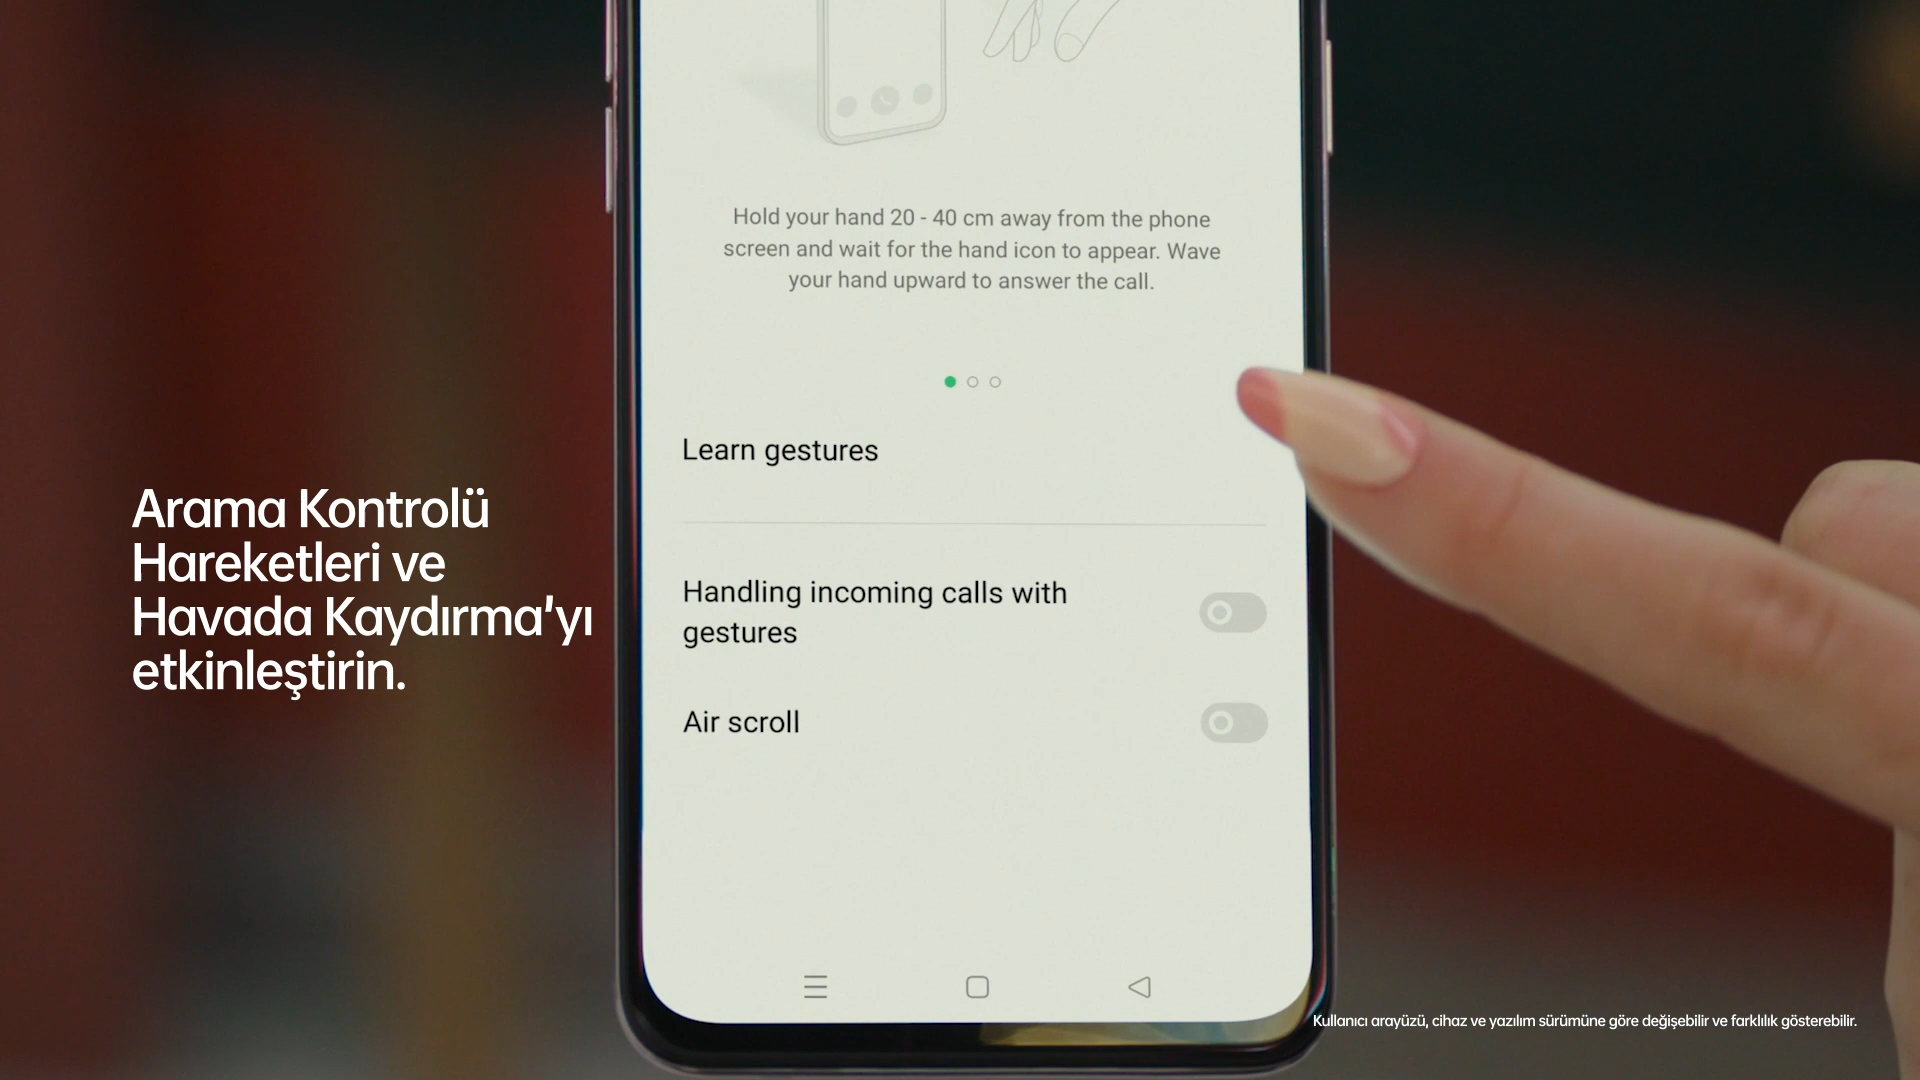 Hold your hand 20 - 40 cm away from the phone
screen and wait for the hand icon to appear. Wave
your hand upward to answer the call.
Learn gestures
Handling incoming calls with
gestures
Air scroll
Arama Kontrolü
Hareketleri ve
Havada Kaydırma'yı
etkinleştirin.
Kullanıcı arayüzü, cihaz ve yazılım sürümüne göre değişebilir ve farklılık gösterebilir.